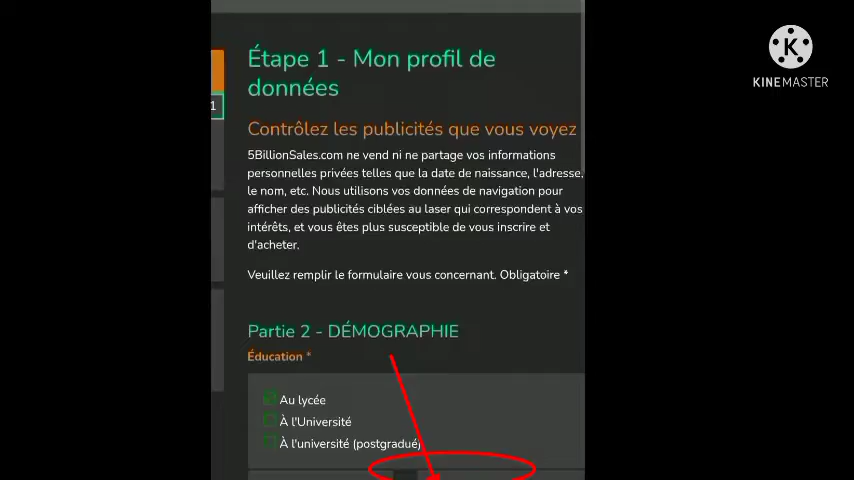 Étape 1 - Mon profil de
données
Contrôlez les publicités que vous voyez
5BillionSales.com ne vend ni ne partage vos informations
personnelles privées telles que la date de naissance, l'adresse,
le nom, etc. Nous utilisons vos données de navigation pour
afficher des publicités ciblées au laser qui correspondent à vos
intérêts, et vous êtes plus susceptible de vous inscrire et
d'acheter.
Veuillez remplir le formulaire vous concernant. Obligatoire *
Partie 2 - DÉMOGRAPHIE
Éducation *
Au lycée
À l'Université
À l'université (postgradué)
1
K
KINEMASTER